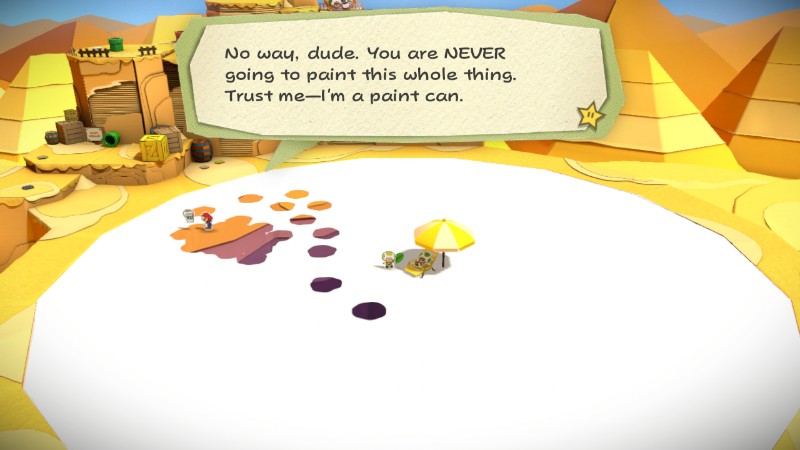 No way, dude. You are NEVER
going to paint this whole thing.
Trust me—I'm a paint can.